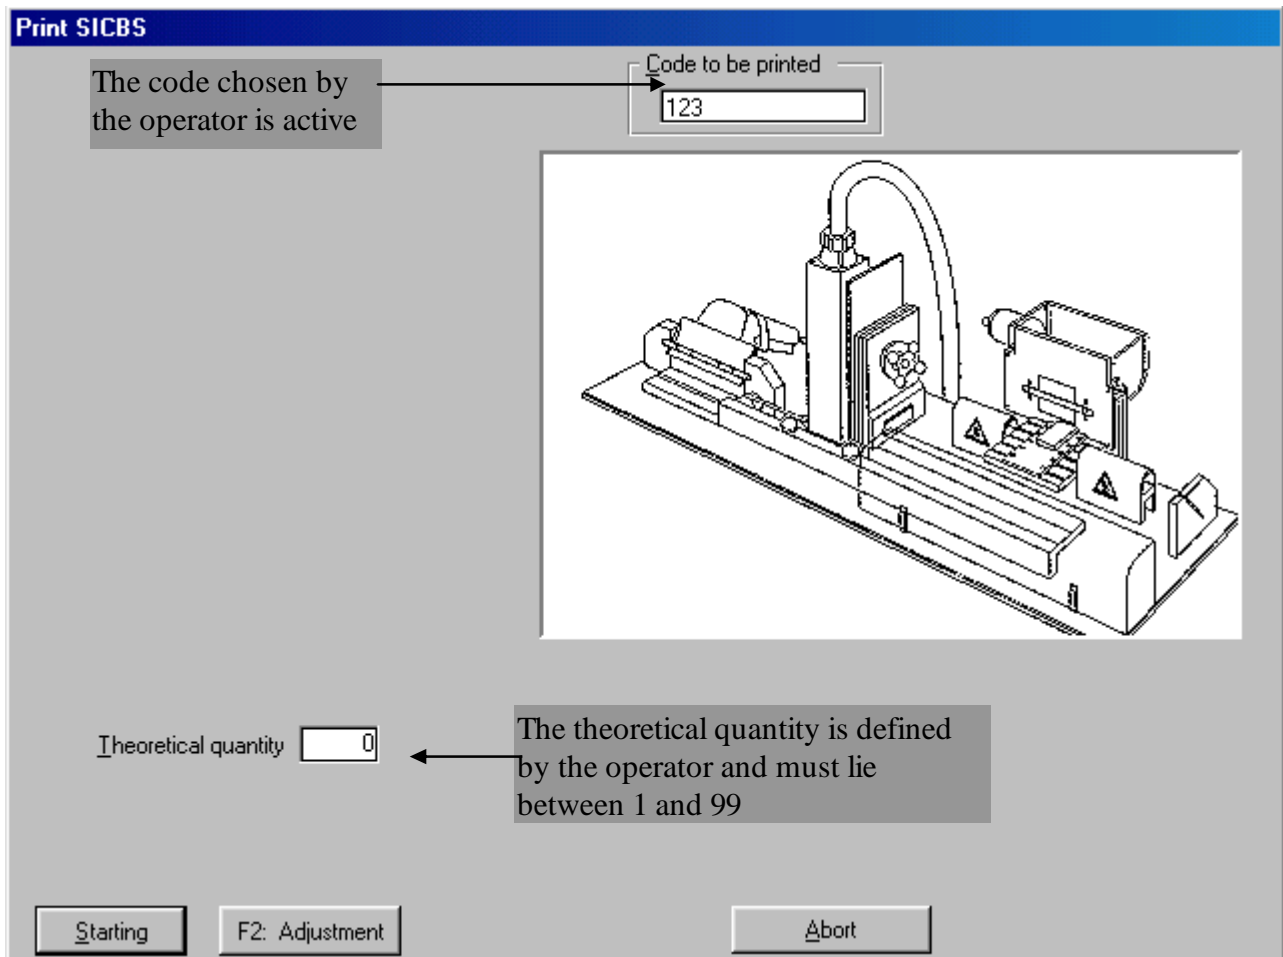 Print SICBS
Code to be printed
The code chosen by
the operator is active
123
Theoretical quantity 0
The theoretical quantity is defined
by the operator and must lie
between 1 and 99
Starting
F2: Adjustment
Abort